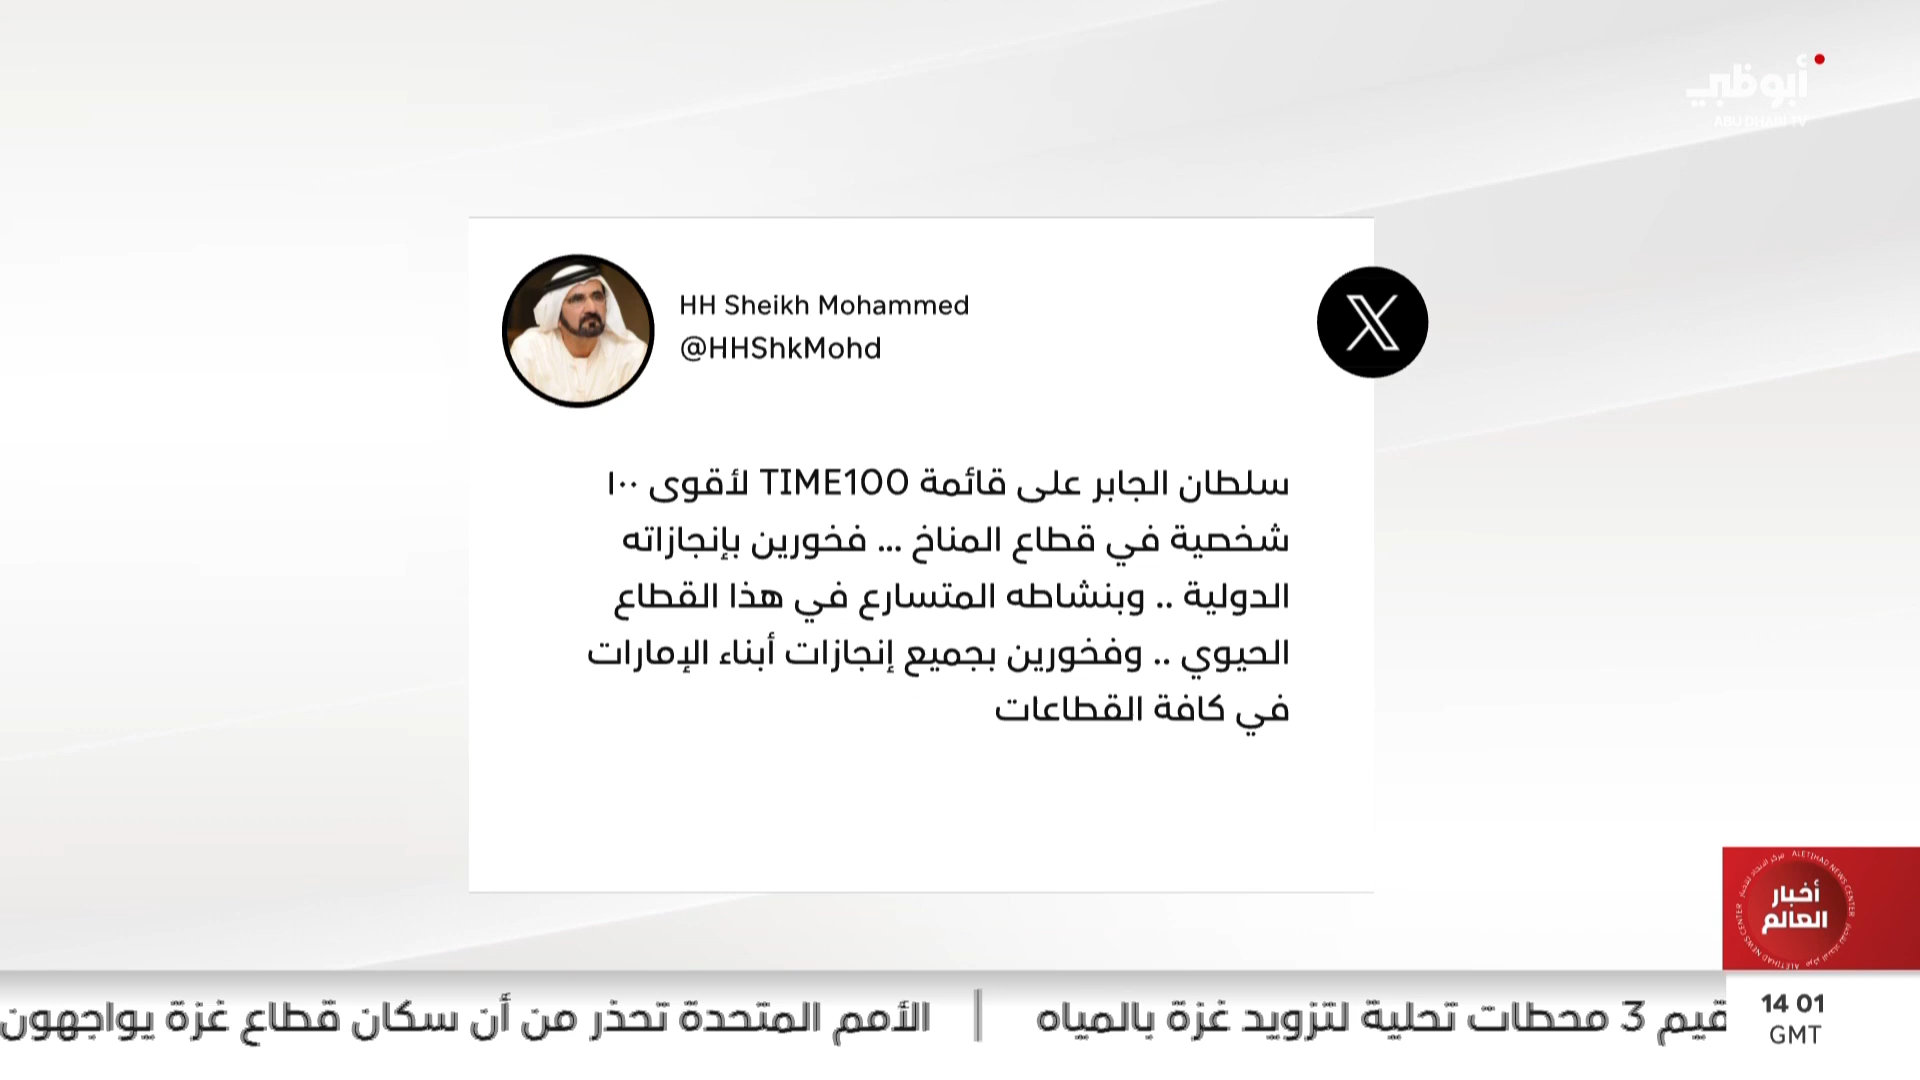 أبوظبي
ABU DHABI TV
HH Sheikh Mohammed
@HHShkMohd
سلطان الجابر على قائمة TIME100 لأقوى ١٠٠
شخصية في قطاع المناخ ... فخورين بإنجازاته
الدولية .. وبنشاطه المتسارع في هذا القطاع
الحيوي .. وفخورين بجميع إنجازات أبناء الإمارات
في كافة القطاعات
ALETIHAD NEWS CENTER
أخبار
العالم
قيم 3 محطات تحلية لتزويد غزة بالمياه | الأمم المتحدة تحذر من أن سكان قطاع غزة يواجهون
14 01
GMT